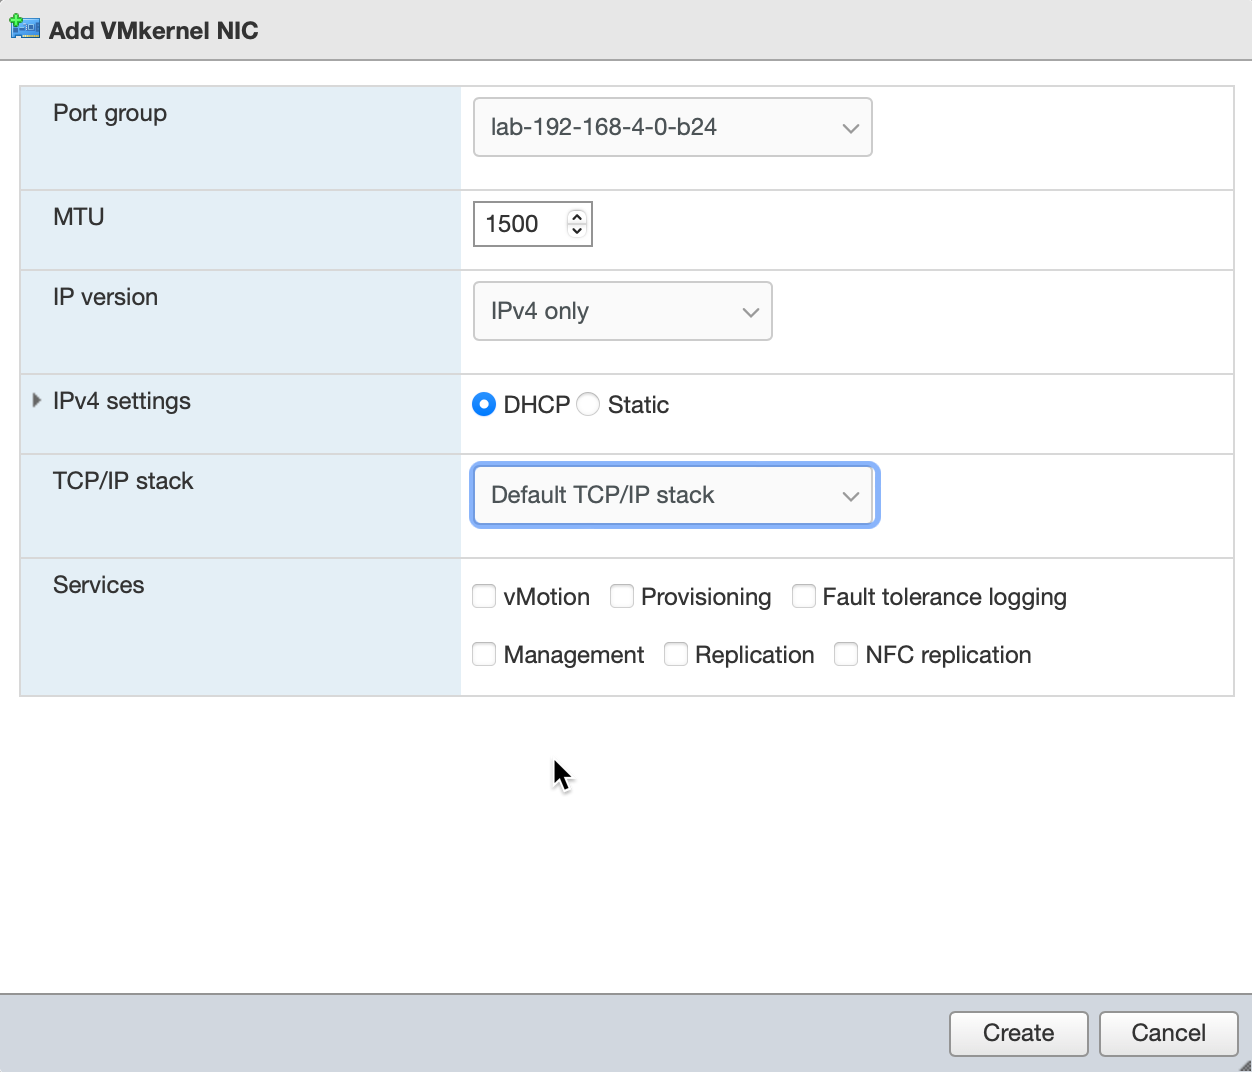 Add VMkernel NIC
Port group
lab-192-168-4-0-b24
MTU
1500
IP version
IPv4 only
IPv4 settings
DHCP Static
TCP/IP stack
Default TCP/IP stack
Services
vMotion Provisioning Fault tolerance logging
Management Replication NFC replication
Create Cancel